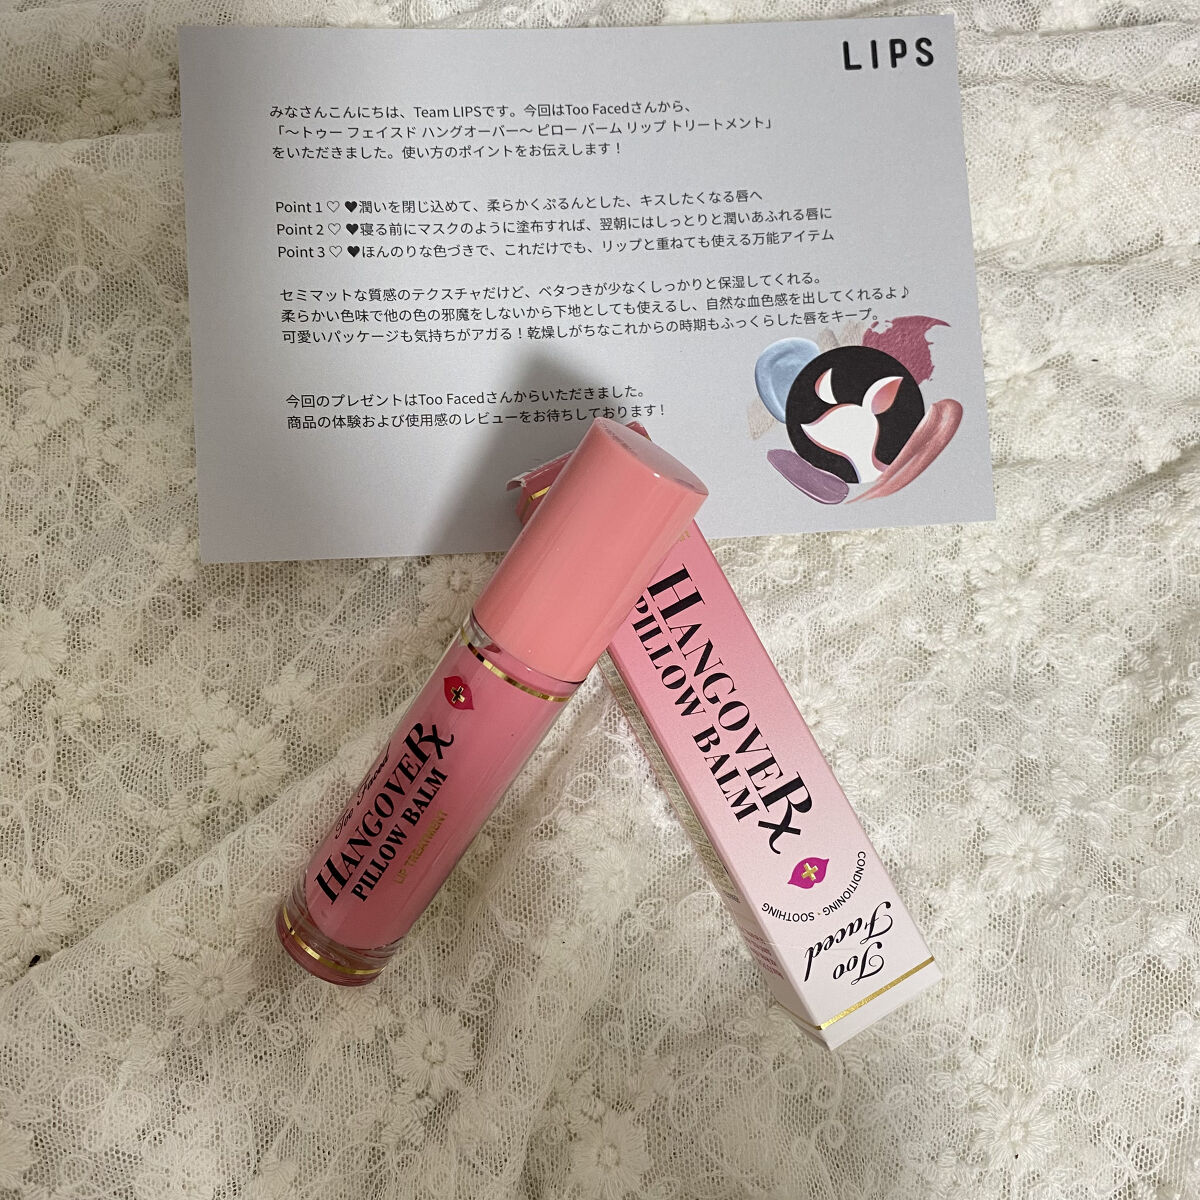 LIPS
みなさんこんにちは、Team LIPSです。今回はToo Facedさんから、
「～トゥー フェイスド ハングオーバー～ ピロー バーム リップ トリートメント」
をいただきました。使い方のポイントをお伝えします！
Point 1 ♡ ♥潤いを閉じ込めて、柔らかくぷるんとした、キスしたくなる唇へ
Point 2 ♡ ♥寝る前にマスクのように塗布すれば、翌朝にはしっとりと潤いあふれる唇に
Point 3 ♡ ♥ほんのりな色づきで、これだけでも、リップと重ねても使える万能アイテム
セミマットな質感のテクスチャだけど、ベタつきが少なくしっかりと保湿してくれる。
柔らかい色味で他の色の邪魔をしないから下地としても使えるし、自然な血色感を出してくれるよ♪
可愛いパッケージも気持ちがアガる！乾燥しがちなこれからの時期もふっくらした唇をキープ。
今回のプレゼントはToo Facedさんからいただきました。
商品の体験および使用感のレビューをお待ちしております！
Too Faced
HANGOVERx
PILLOW BALM
LIP TREATMENT
HANGOVERx
PILLOW BALM
CONDITIONING · SOOTHING
Too
Faced